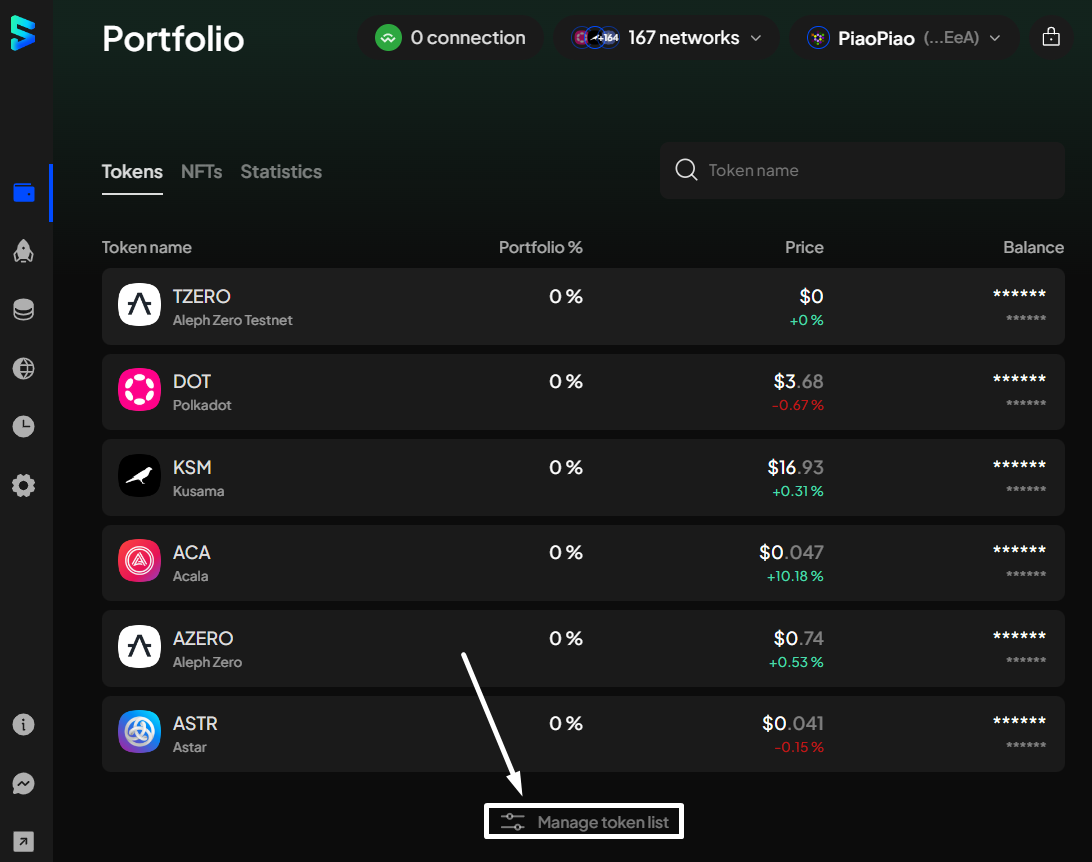 Portfolio
0 connection
+164 167 networks
PiaoPiao (...EeA)
Tokens NFTs Statistics
Token name
Token name Portfolio % Price Balance
TZERO 0 % $0 ******
Aleph Zero Testnet +0 % ******
DOT 0 % $3.68 ******
Polkadot -0.67 % ******
KSM 0 % $16.93 ******
Kusama +0.31 % ******
ACA 0 % $0.047 ******
Acala +10.18 % ******
AZERO 0 % $0.74 ******
Aleph Zero +0.53 % ******
ASTR 0 % $0.041 ******
Astar -0.15 % ******
Manage token list